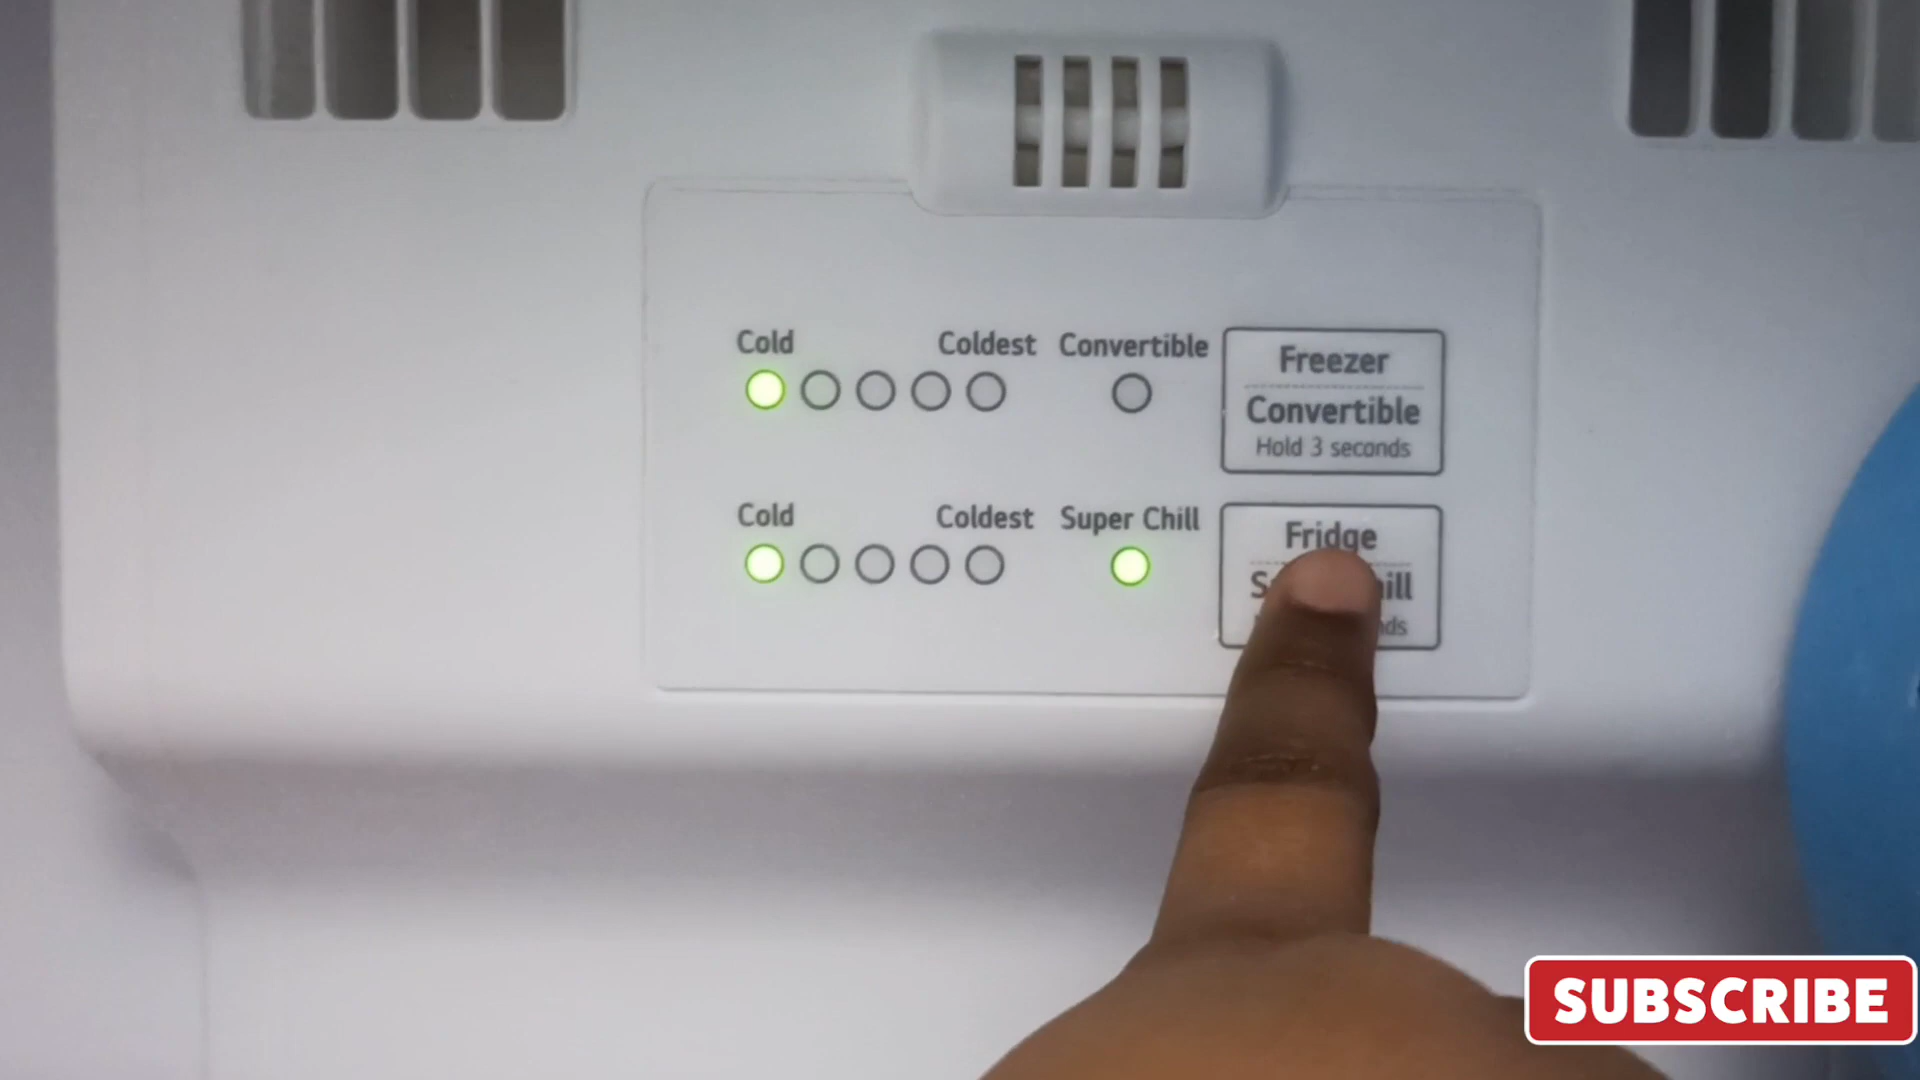 Cold Coldest Convertible
Freezer
Convertible
Hold 3 seconds
Cold Coldest Super Chill
Fridge
SUBSCRIBE